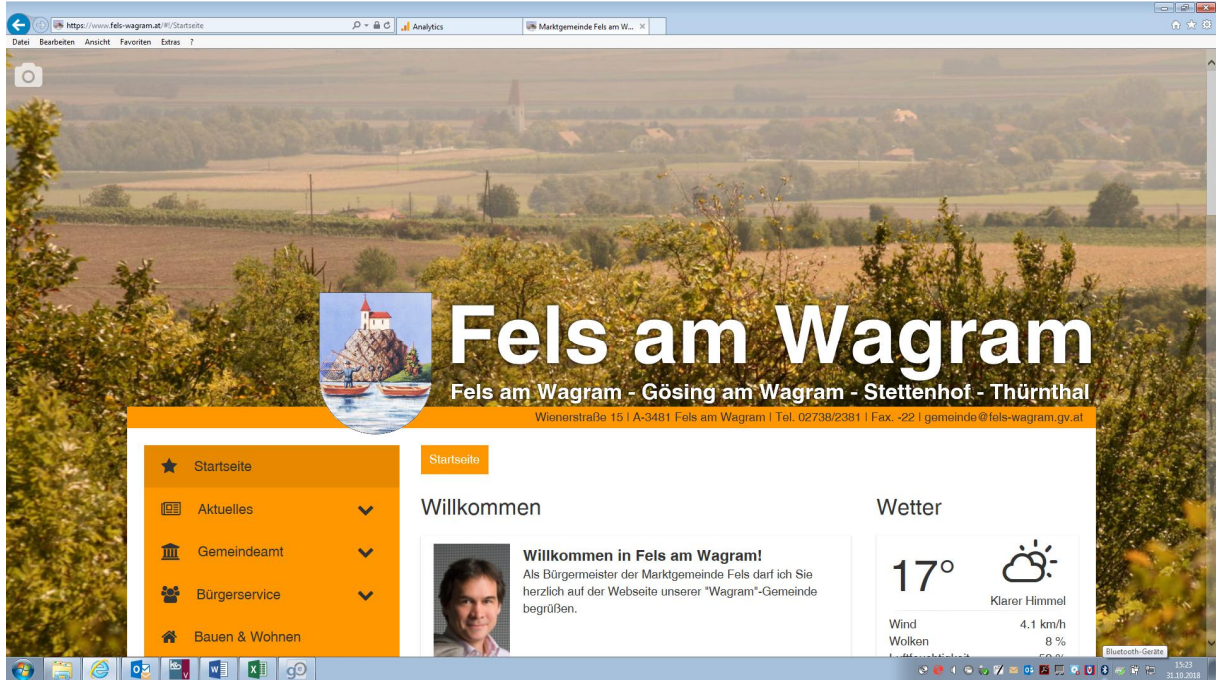 https://www.fels-wagram.at/#!/Startseite
Analytics
Marktgemeinde Fels am W...
Datei Bearbeiten Ansicht Favoriten Extras ?
Fels am Wagram
Fels am Wagram - Gösing am Wagram - Stettenhof - Thürnthal
Wienerstraße 15 | A-3481 Fels am Wagram | Tel. 02738/2381 | Fax. -22 | gemeinde@fels-wagram.gv.at
Startseite
Aktuelles
Gemeindeamt
Bürgerservice
Bauen & Wohnen
Startseite
Willkommen
Willkommen in Fels am Wagram!
Als Bürgermeister der Marktgemeinde Fels darf ich Sie
herzlich auf der Webseite unserer "Wagram"-Gemeinde
begrüßen.
Wetter
17°
Klarer Himmel
Wind 4.1 km/h
Wolken 8 %
Bluetooth-Geräte
15:23
31.10.2018